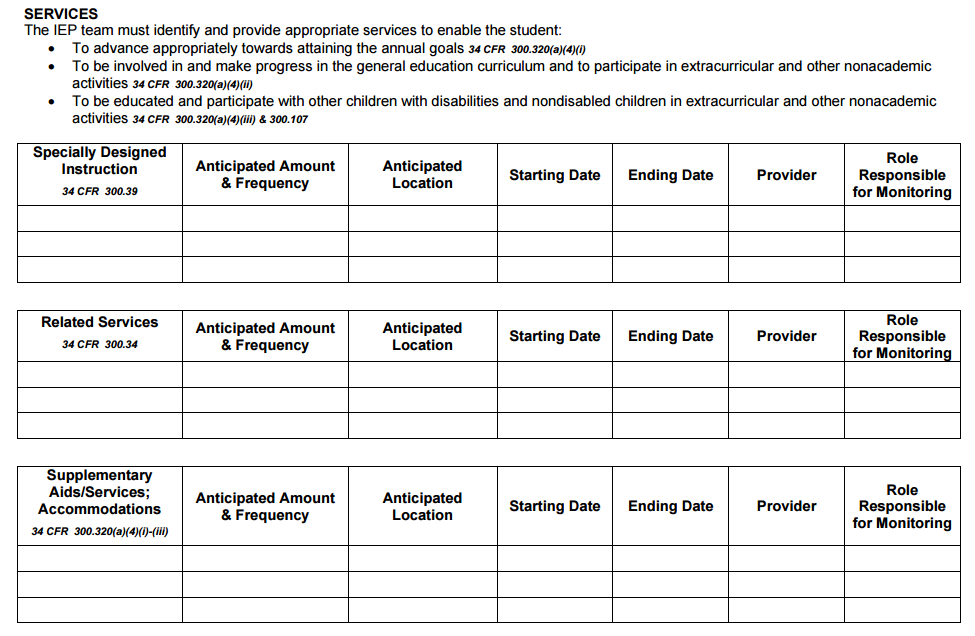 SERVICES
The IEP team must identify and provide appropriate services to enable the student:
• To advance appropriately towards attaining the annual goals 34 CFR 300.320(a)(4)(i)
• To be involved in and make progress in the general education curriculum and to participate in extracurricular and other nonacademic
activities 34 CFR 300.320(a)(4)(ii)
• To be educated and participate with other children with disabilities and nondisabled children in extracurricular and other nonacademic
activities 34 CFR 300.320(a)(4)(iii) & 300.107
Specially Designed
Instruction
34 CFR 300.39
Anticipated Amount
& Frequency
Anticipated
Location
Starting Date
Ending Date
Provider
Role
Responsible
for Monitoring
Related Services
34 CFR 300.34
Anticipated Amount
& Frequency
Anticipated
Location
Starting Date
Ending Date
Provider
Role
Responsible
for Monitoring
Supplementary
Aids/Services;
Accommodations
34 CFR 300.320(a)(4)(i)-(iii)
Anticipated Amount
& Frequency
Anticipated
Location
Starting Date
Ending Date
Provider
Role
Responsible
for Monitoring